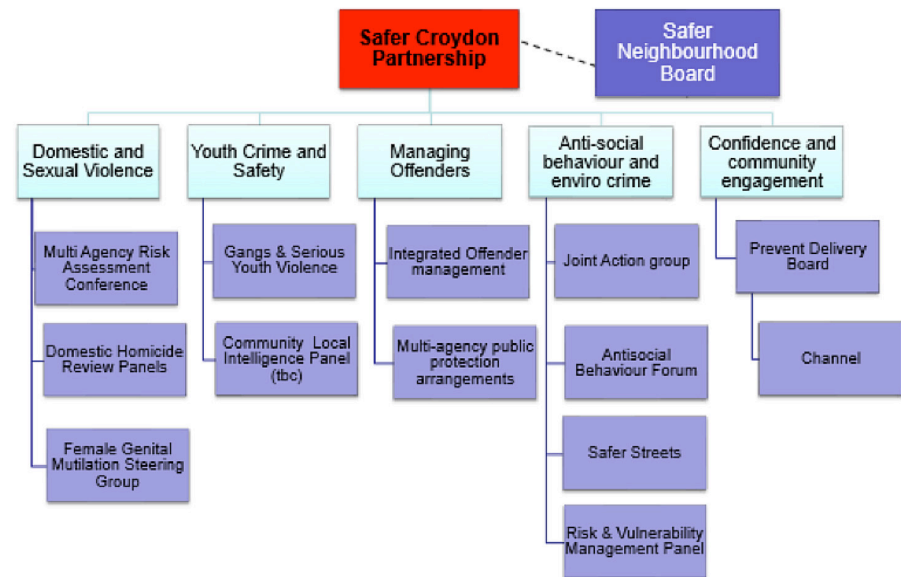 Safer Croydon
Partnership
Safer
Neighbourhood
Board
Domestic and
Sexual Violence
Youth Crime and
Safety
Managing
Offenders
Anti-social
behaviour and
enviro crime
Confidence and
community
engagement
Multi Agency Risk
Assessment
Conference
Domestic Homicide
Review Panels
Female Genital
Mutilation Steering
Group
Gangs & Serious
Youth Violence
Community Local
Intelligence Panel
(tbc)
Integrated Offender
management
Multi-agency public
protection
arrangements
Joint Action group
Antisocial
Behaviour Forum
Safer Streets
Risk & Vulnerability
Management Panel
Prevent Delivery
Board
Channel